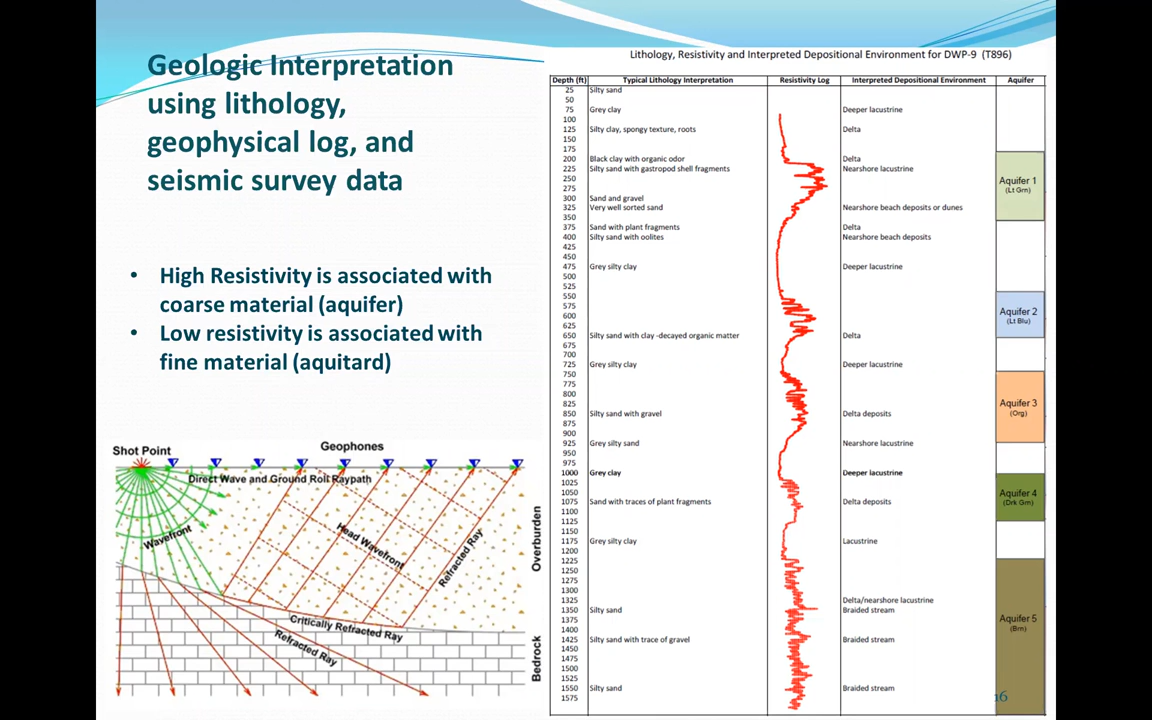 Geologic Interpretation
using lithology,
geophysical log, and
seismic survey data
• High Resistivity is associated with
coarse material (aquifer)
• Low resistivity is associated with
fine material (aquitard)
Shot Point
Geophones
Direct Wave and Ground Roll Raypath
Wavefront
Head Wavefront
Refracted Ray
Critically Refracted Ray
Refracted Ray
Overburden
Bedrock
Lithology, Resistivity and Interpreted Depositional Environment for DWP-9 (T896)
Depth (ft) Typical Lithology Interpretation Resistivity Log Interpreted Depositional Environment Aquifer
25 Silty sand
50
75 Grey clay Deeper lacustrine
100
125 Silty clay, spongy texture, roots Delta
150
175
200 Black clay with organic odor Delta
225 Silty sand with gastropod shell fragments Nearshore lacustrine
250
275
300 Sand and gravel
325 Very well sorted sand Nearshore beach deposits or dunes
350
375 Sand with plant fragments Delta
400 Silty sand with oolites Nearshore beach deposits
425
450
475 Grey silty clay Deeper lacustrine
500
525
550
575
600
625
650 Silty sand with clay -decayed organic matter Delta
675
700
725 Grey silty clay Deeper lacustrine
750
775
800
825
850 Silty sand with gravel Delta deposits
875
900
925 Grey silty sand Nearshore lacustrine
950
975
1000 Grey clay Deeper lacustrine
1025
1050
1075 Sand with traces of plant fragments Delta deposits
1100
1125
1150
1175 Grey silty clay Lacustrine
1200
1225
1250
1275
1300
1325 Delta/nearshore lacustrine
1350 Silty sand Braided stream
1375
1400
1425 Silty sand with trace of gravel Braided stream
1450
1475
1500
1525
1550 Silty sand Braided stream
1575
Aquifer 1
(Lt Grn)
Aquifer 2
(Lt Blu)
Aquifer 3
(Org)
Aquifer 4
(Drk Grn)
Aquifer 5
(Brn)
16